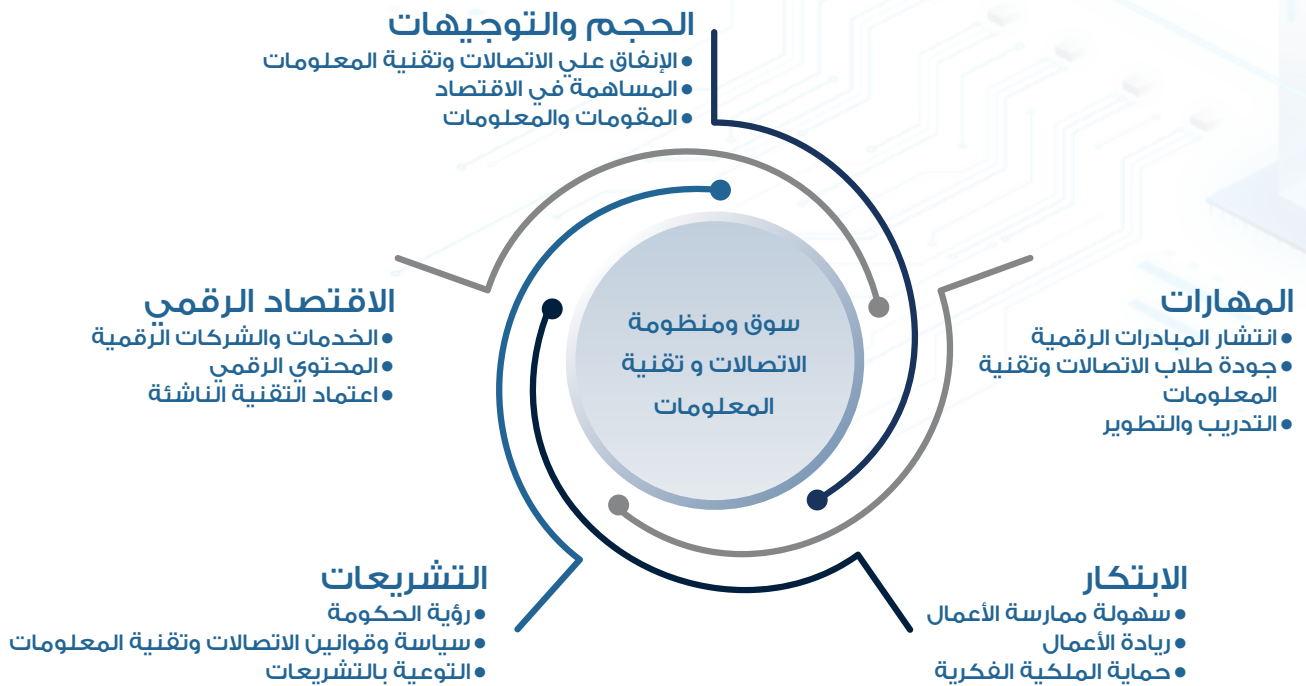 الحجم والتوجيهات
• الإنفاق علي الاتصالات وتقنية المعلومات
• المساهمة في الاقتصاد
• المقومات والمعلومات
المهارات
• انتشار المبادرات الرقمية
• جودة طلاب الاتصالات وتقنية
المعلومات
• التدريب والتطوير
سوق ومنظومة
الاتصالات و تقنية
المعلومات
الاقتصاد الرقمي
• الخدمات والشركات الرقمية
• المحتوي الرقمي
• اعتماد التقنية الناشئة
الابتكار
• سهولة ممارسة الأعمال
• ريادة الأعمال
• حماية الملكية الفكرية
التشريعات
• رؤية الحكومة
• سياسة وقوانين الاتصالات وتقنية المعلومات
• التوعية بالتشريعات